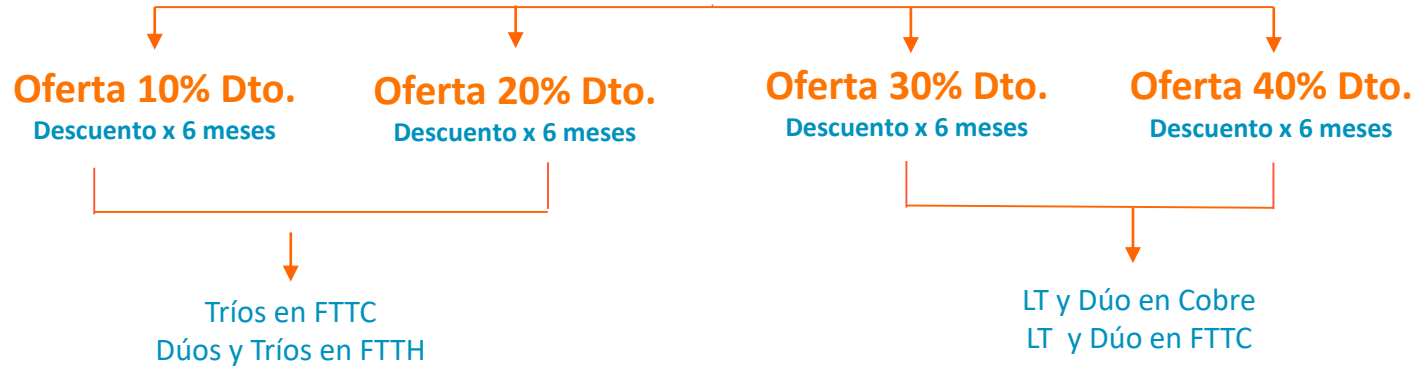 Oferta 10% Dto.
Descuento x 6 meses
Oferta 20% Dto.
Descuento x 6 meses
Oferta 30% Dto.
Descuento x 6 meses
Oferta 40% Dto.
Descuento x 6 meses
Tríos en FTTC
Dúos y Tríos en FTTH
LT y Dúo en Cobre
LT y Dúo en FTTC